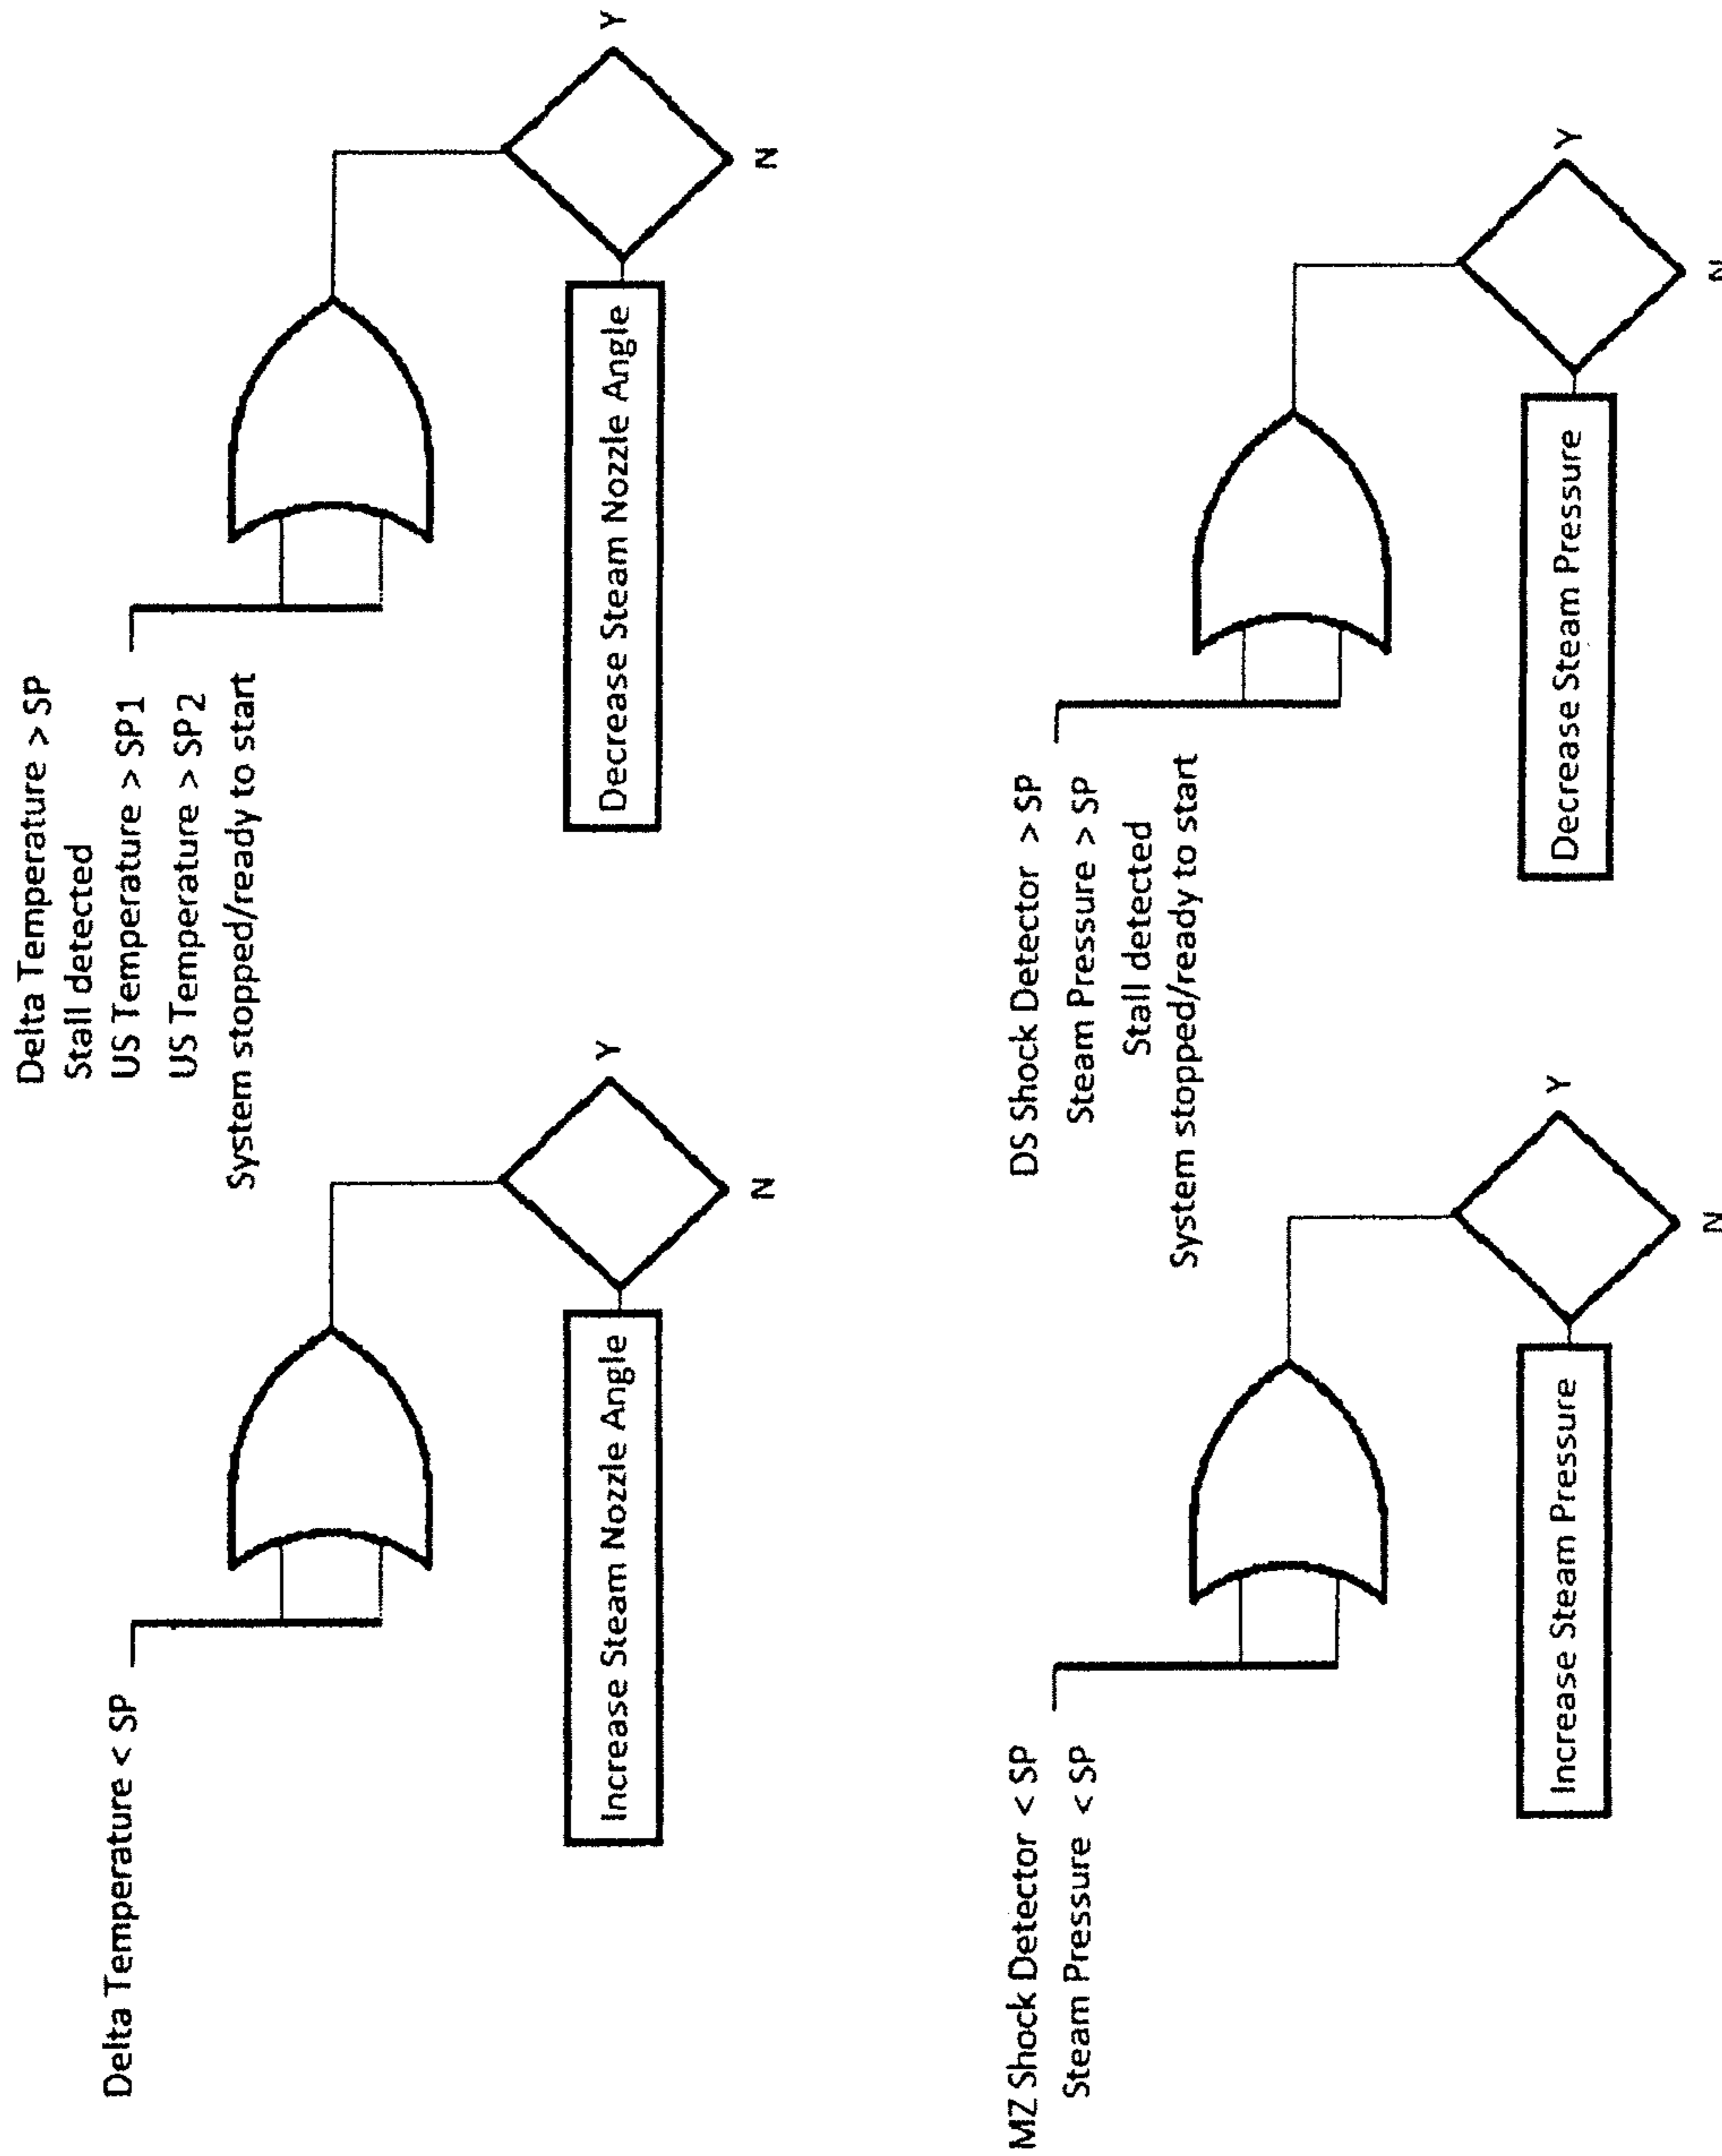 Delta Temperature < SP
Y
N
Increase Steam Nozzle Angle
Delta Temperature > SP
Stall detected
US Temperature > SP1
US Temperature > SP2
System stopped/ready to start
Y
N
Decrease Steam Nozzle Angle
MZ Shock Detector < SP
Steam Pressure < SP
Y
N
Increase Steam Pressure
DS Shock Detector > SP
Steam Pressure > SP
Stall detected
System stopped/ready to start
Y
N
Decrease Steam Pressure